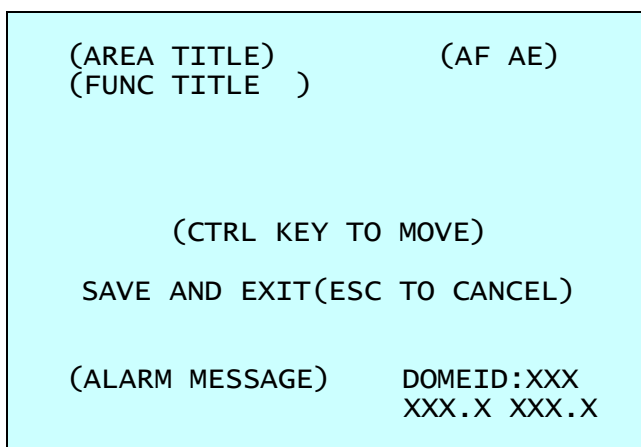 (AREA TITLE) (AF AE)
(FUNC TITLE  )
(CTRL KEY TO MOVE)
SAVE AND EXIT(ESC TO CANCEL)
(ALARM MESSAGE) DOMEID:XXX
XXX.X XXX.X